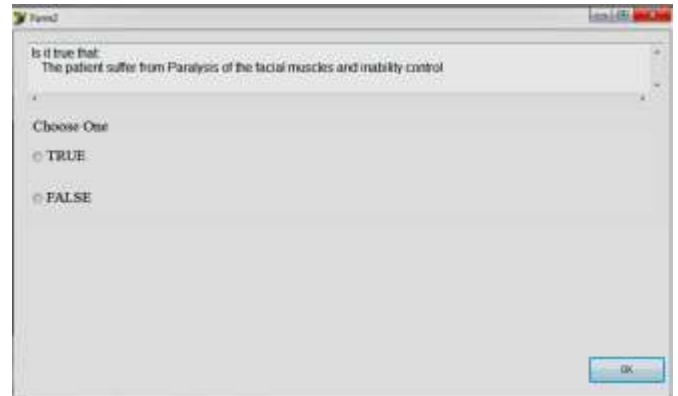 Form2
Is it true that:
The patient suffer from Paralysis of the facial muscles and inability control
Choose One
TRUE
FALSE
OK